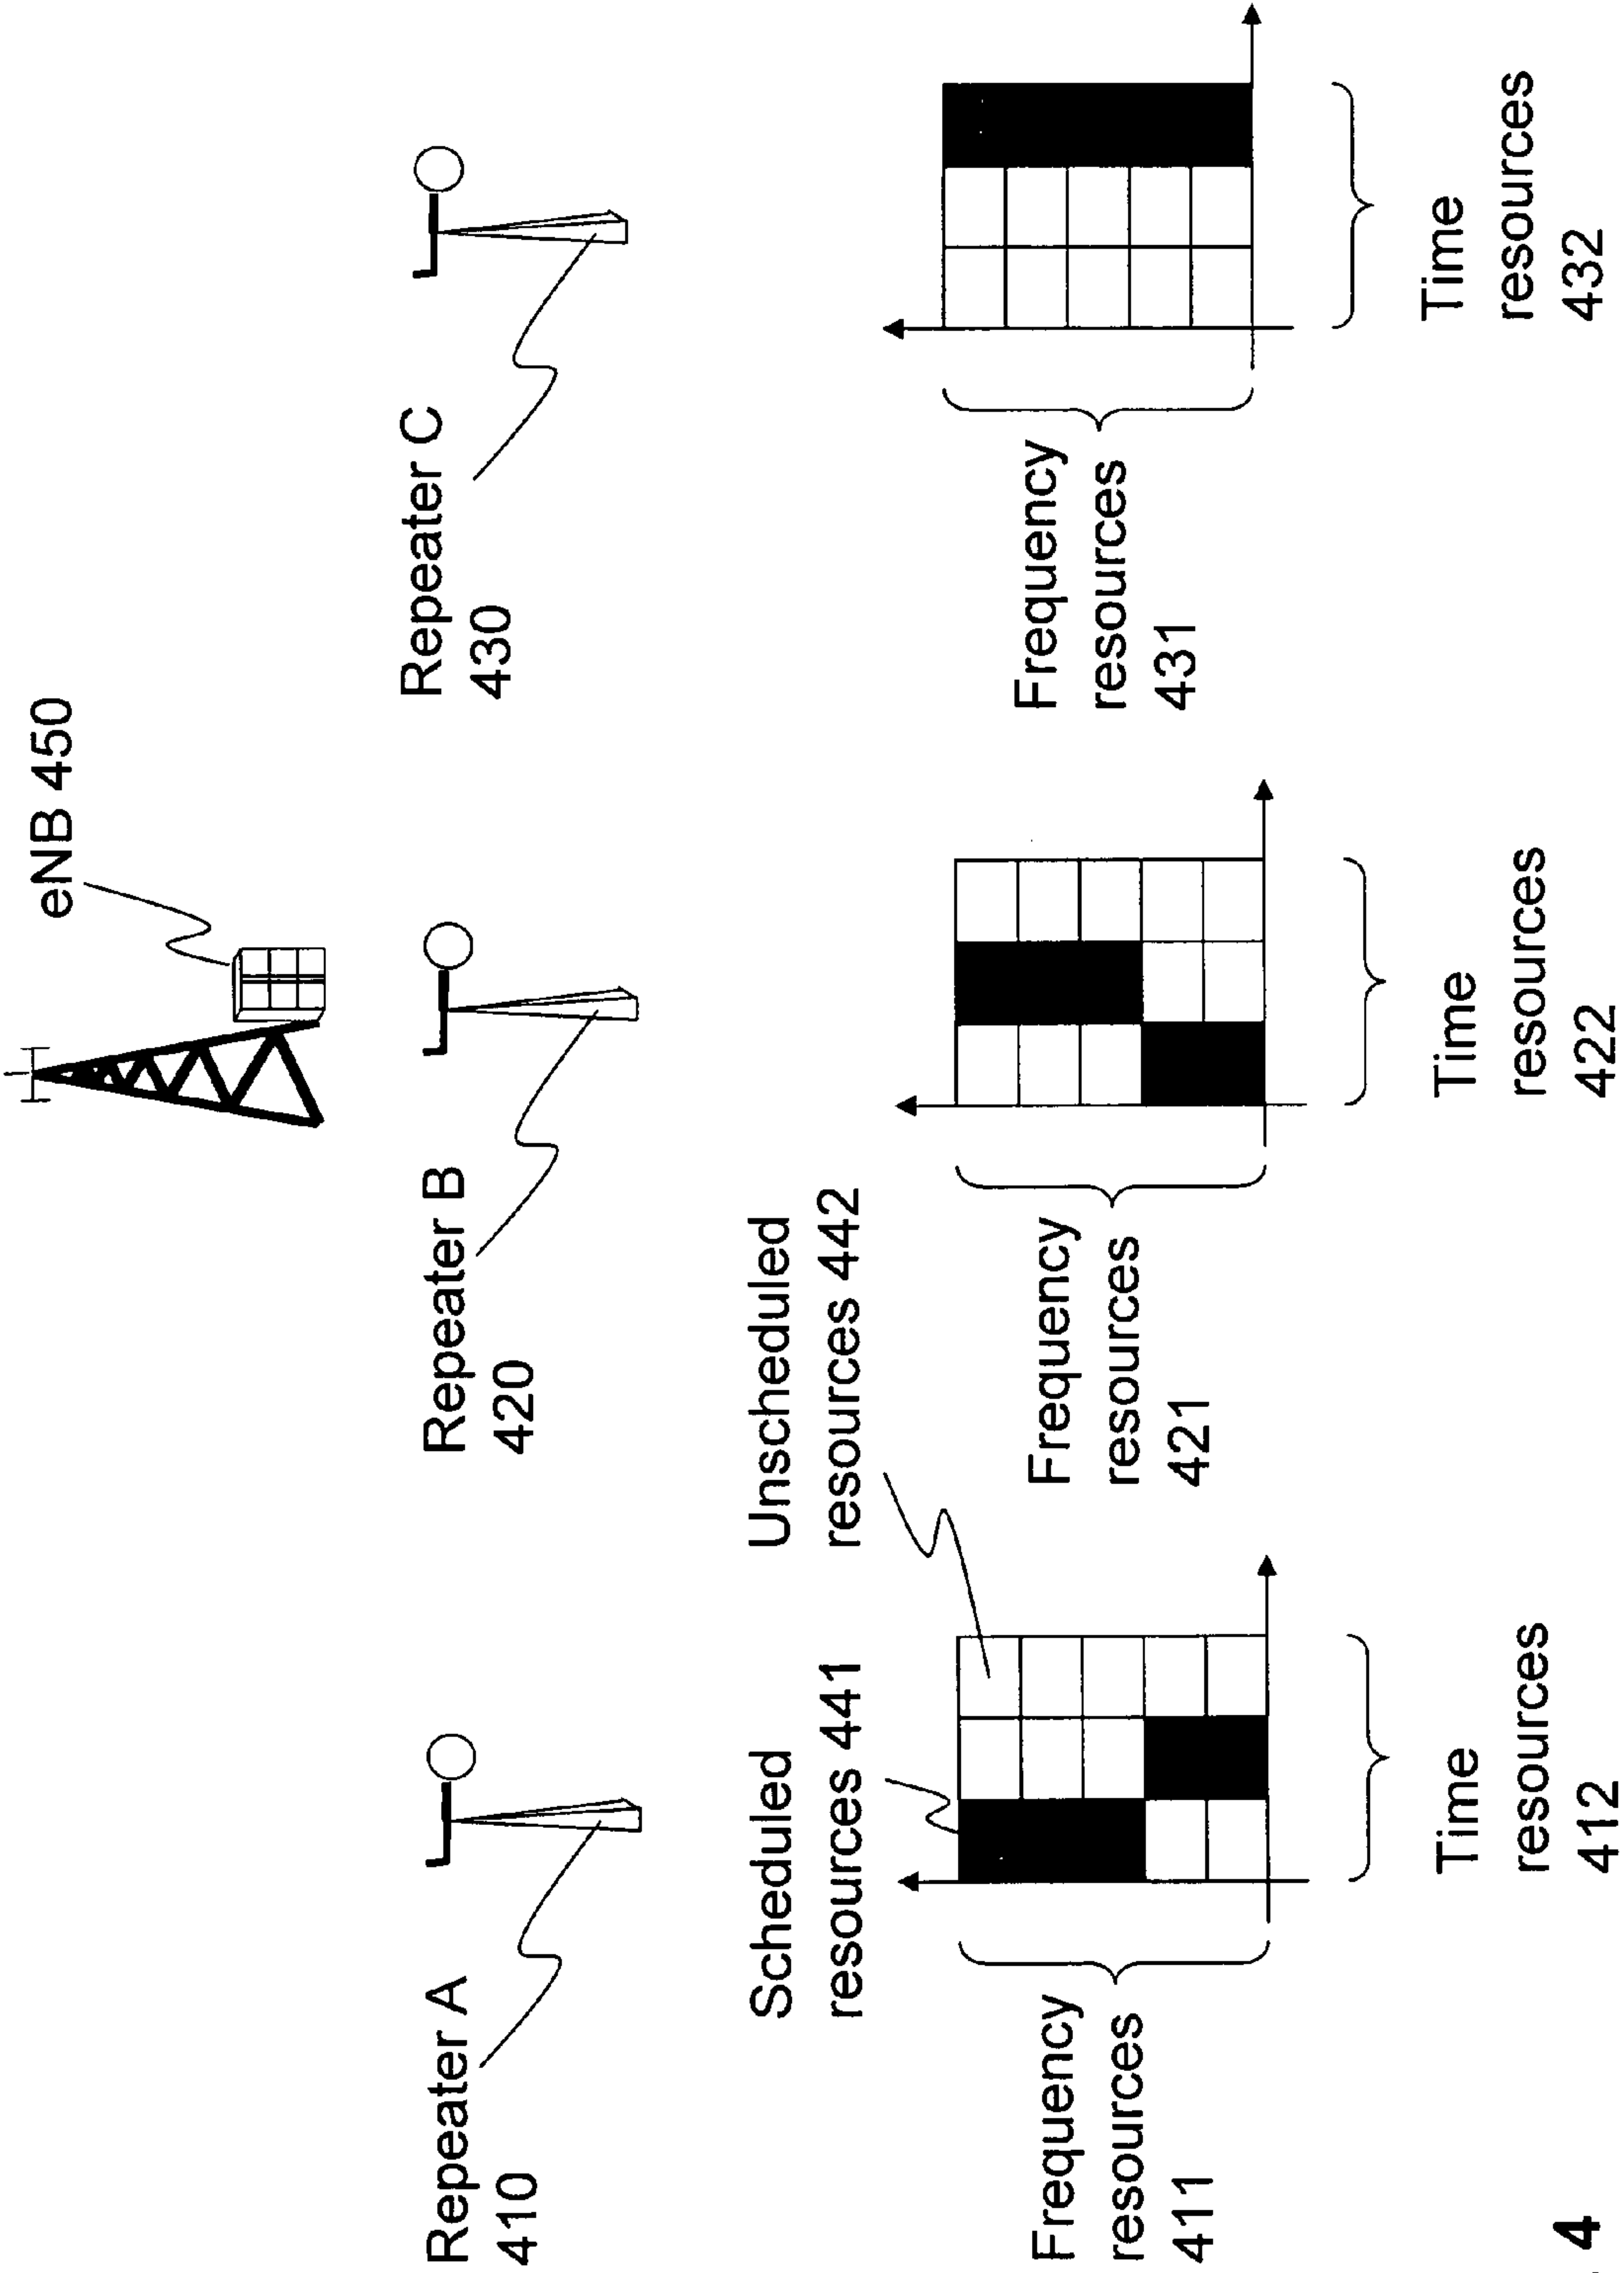 eNB 450
Repeater A
410
Repeater B
420
Repeater C
430
Scheduled
resources 441
Unscheduled
resources 442
Frequency
resources
411
Frequency
resources
421
Frequency
resources
431
Time
resources
412
Time
resources
422
Time
resources
432
4